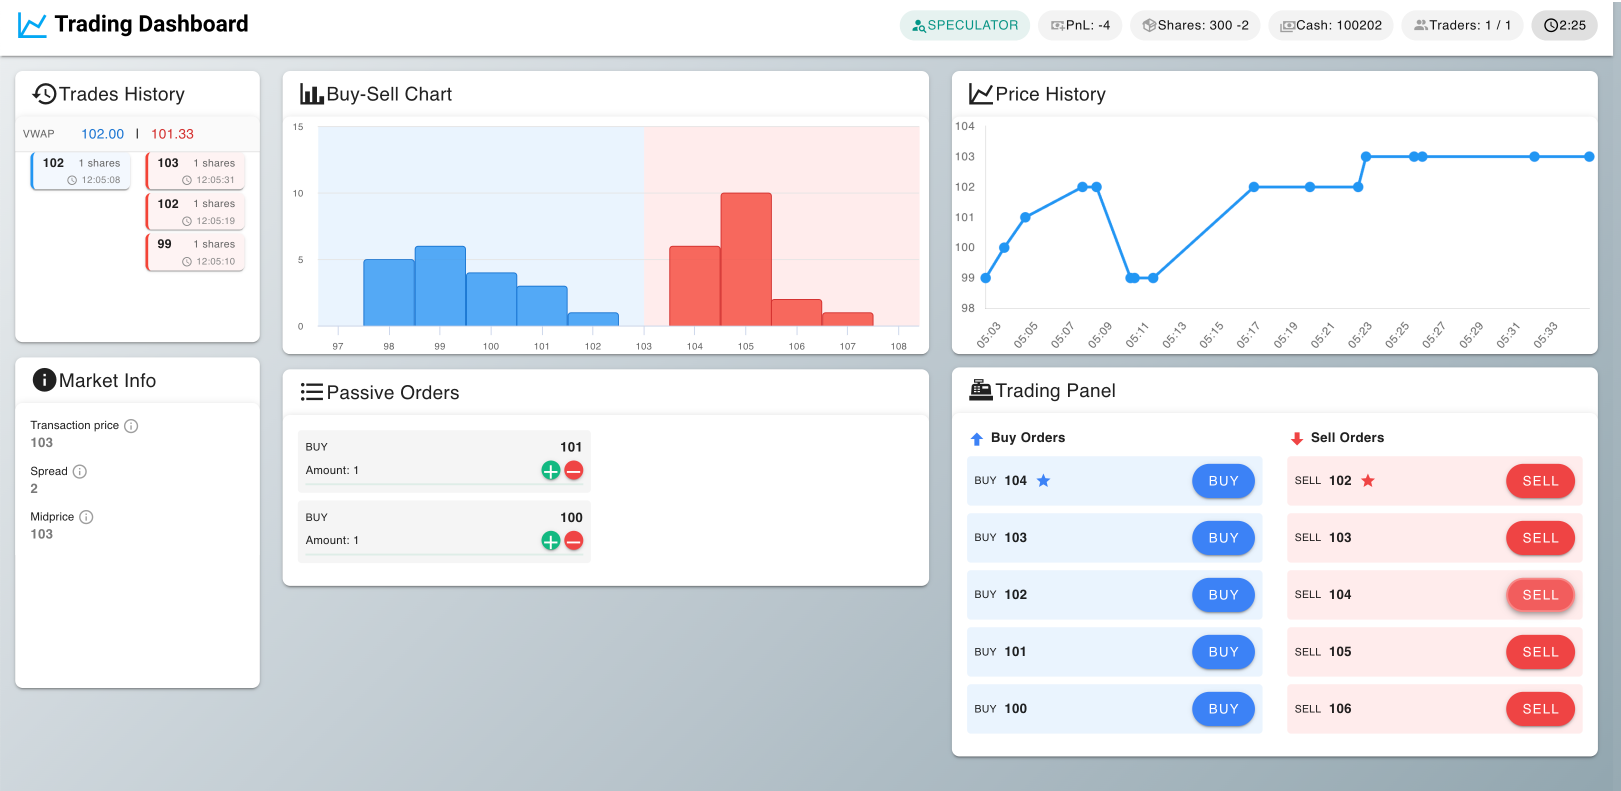 Trading Dashboard
SPECULATOR
PnL: -4
Shares: 300 -2
Cash: 100202
Traders: 1 / 1
2:25
Trades History
VWAP 102.00 | 101.33
102 1 shares
12:05:08
103 1 shares
12:05:31
102 1 shares
12:05:19
99 1 shares
12:05:10
Market Info
Transaction price
103
Spread
2
Midprice
103
Buy-Sell Chart
15
10
5
0
97 98 99 100 101 102 103 104 105 106 107 108
Passive Orders
BUY 101
Amount: 1
BUY 100
Amount: 1
Price History
104
103
102
101
100
99
98
05:03 05:05 05:07 05:09 05:11 05:13 05:15 05:17 05:19 05:21 05:23 05:25 05:27 05:29 05:31 05:33
Trading Panel
Buy Orders
BUY 104 BUY
BUY 103 BUY
BUY 102 BUY
BUY 101 BUY
BUY 100 BUY
Sell Orders
SELL 102 SELL
SELL 103 SELL
SELL 104 SELL
SELL 105 SELL
SELL 106 SELL